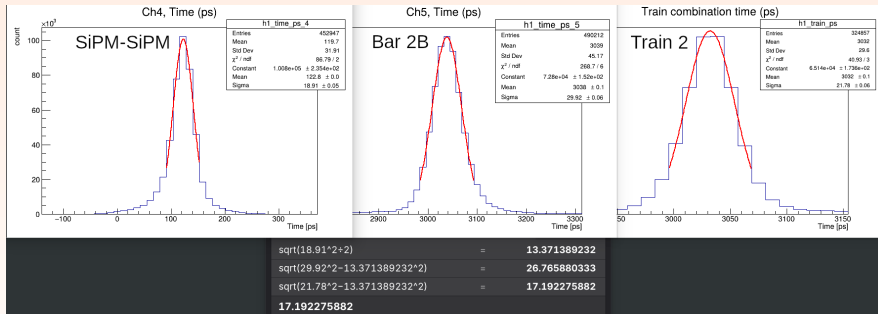 Ch4, Time (ps)
count
×10³
100
80
60
40
20
0
−100 0 100 200 300
Time [ps]
SiPM-SiPM
h1_time_ps_4
Entries 452947
Mean 119.7
Std Dev 31.91
χ² / ndf 86.79 / 2
Constant 1.008e+05 ± 2.354e+02
Mean 122.8 ± 0.0
Sigma 18.91 ± 0.05
Ch5, Time (ps)
Bar 2B
h1_time_ps_5
Entries 490212
Mean 3039
Std Dev 45.17
χ² / ndf 268.7 / 6
Constant 7.28e+04 ± 1.52e+02
Mean 3038 ± 0.1
Sigma 29.92 ± 0.06
2900 3000 3100 3200 3300
Time [ps]
Train combination time (ps)
Train 2
h1_train_ps
Entries 324857
Mean 3032
Std Dev 29.6
χ² / ndf 40.93 / 3
Constant 6.514e+04 ± 1.736e+02
Mean 3032 ± 0.1
Sigma 21.78 ± 0.06
50 3000 3050 3100 3150
Time [ps]
sqrt(18.91^2÷2) = 13.371389232
sqrt(29.92^2−13.371389232^2) = 26.765880333
sqrt(21.78^2−13.371389232^2) = 17.192275882
17.192275882